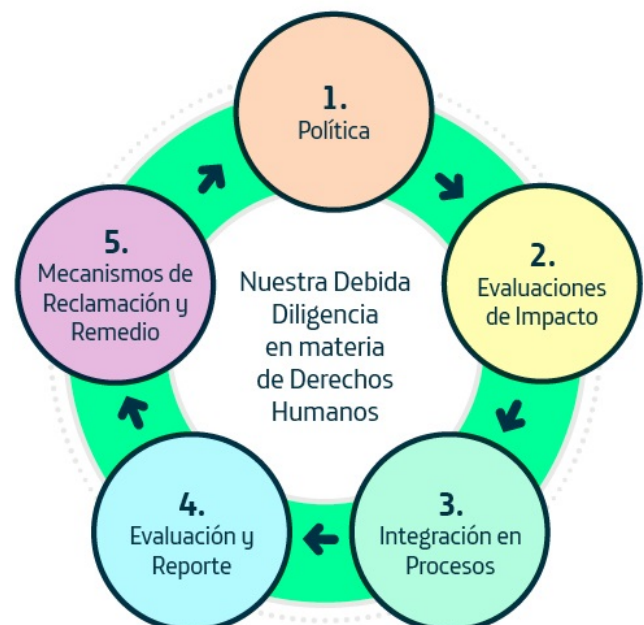 1.
Política
2.
Evaluaciones
de Impacto
3.
Integración en
Procesos
4.
Evaluación y
Reporte
5.
Mecanismos de
Reclamación y
Remedio
Nuestra Debida
Diligencia
en materia
de Derechos
Humanos